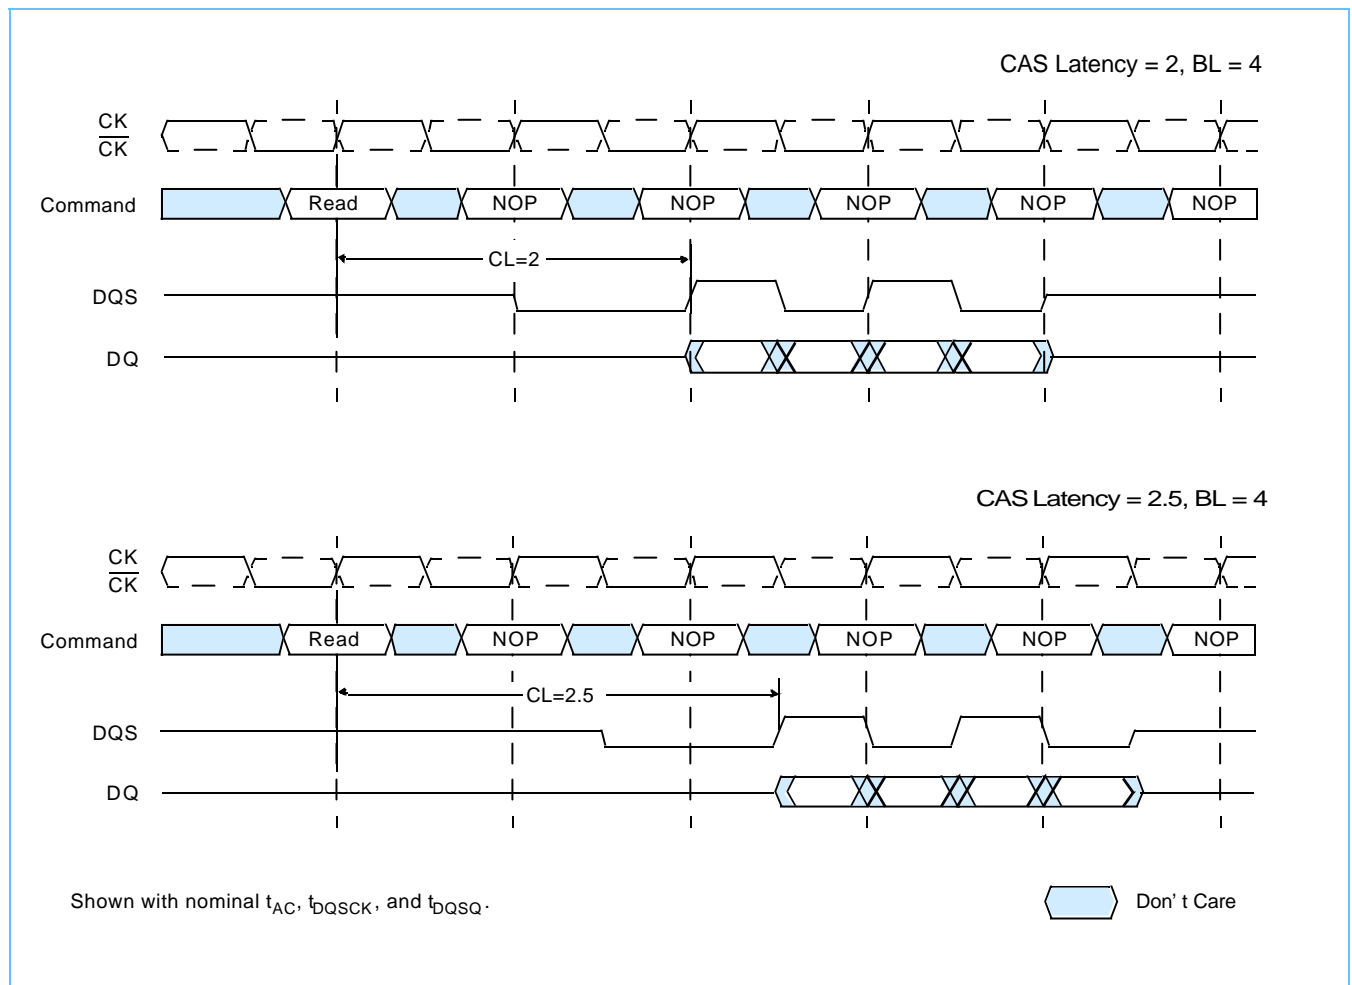 CAS Latency = 2, BL = 4
CK
CK
Command
Read
NOP
NOP
NOP
NOP
NOP
CL=2
DQS
DQ
CAS Latency = 2.5, BL = 4
CK
CK
Command
Read
NOP
NOP
NOP
NOP
NOP
CL=2.5
DQS
DQ
Shown with nominal tAC, tDQSCK, and tDQSQ.
Don' t Care